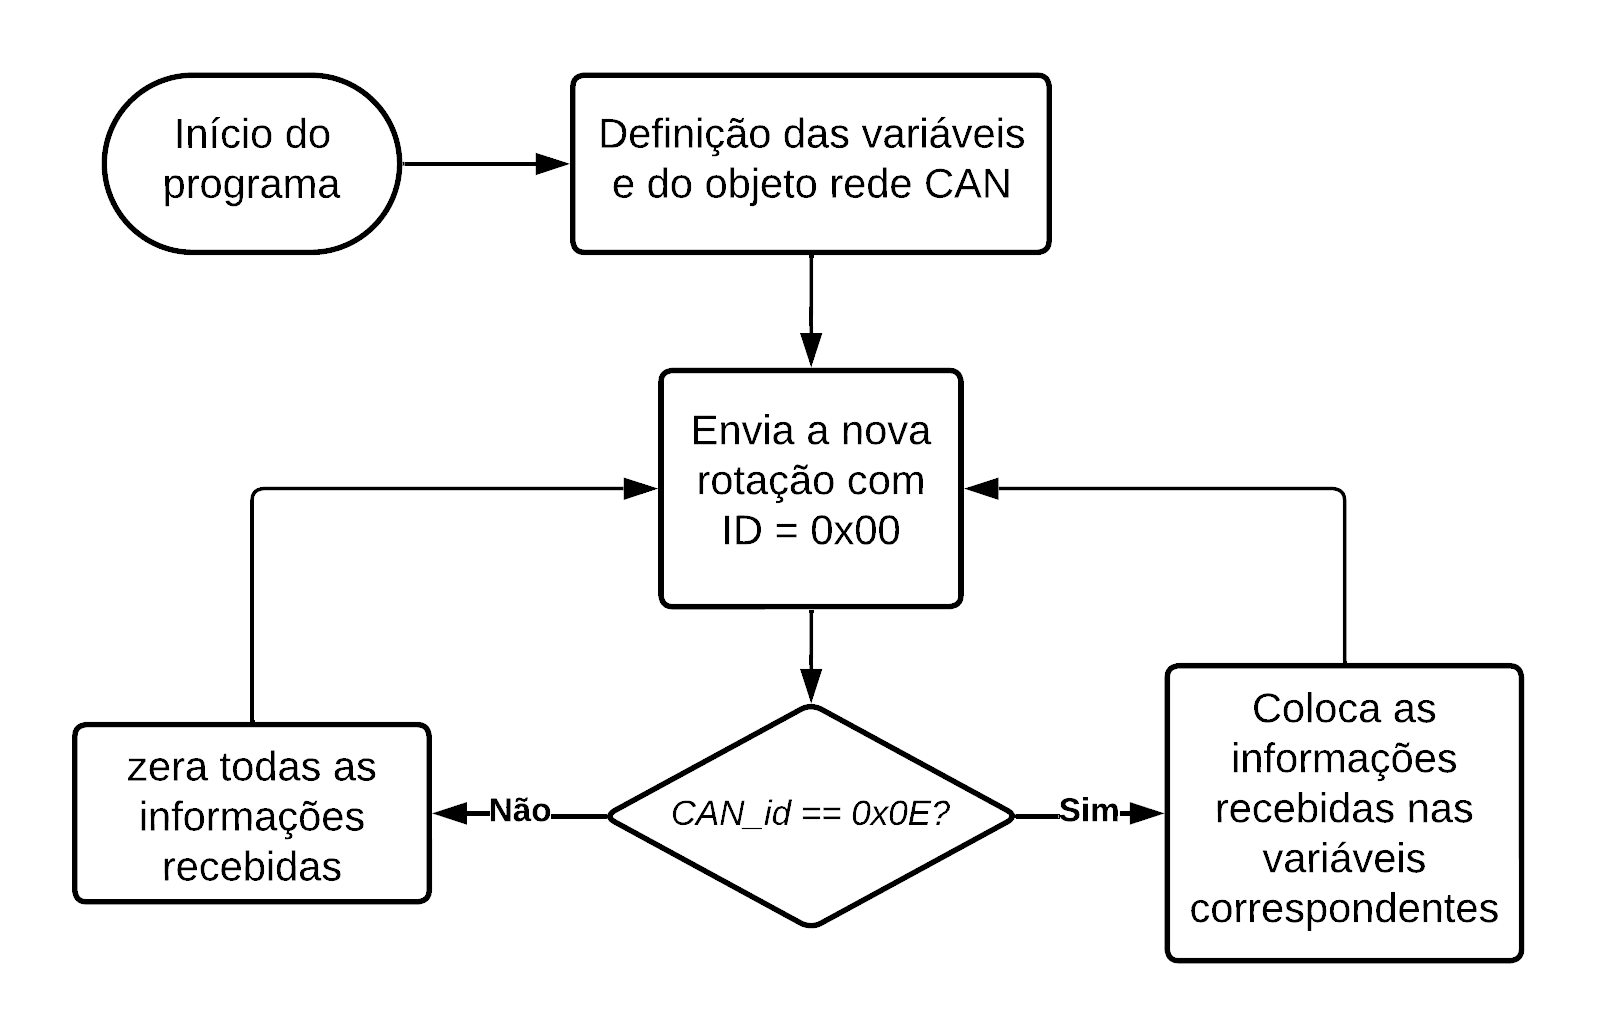 Início do
programa
Definição das variáveis
e do objeto rede CAN
Envia a nova
rotação com
ID = 0x00
CAN_id == 0x0E?
Não
Sim
zera todas as
informações
recebidas
Coloca as
informações
recebidas nas
variáveis
correspondentes